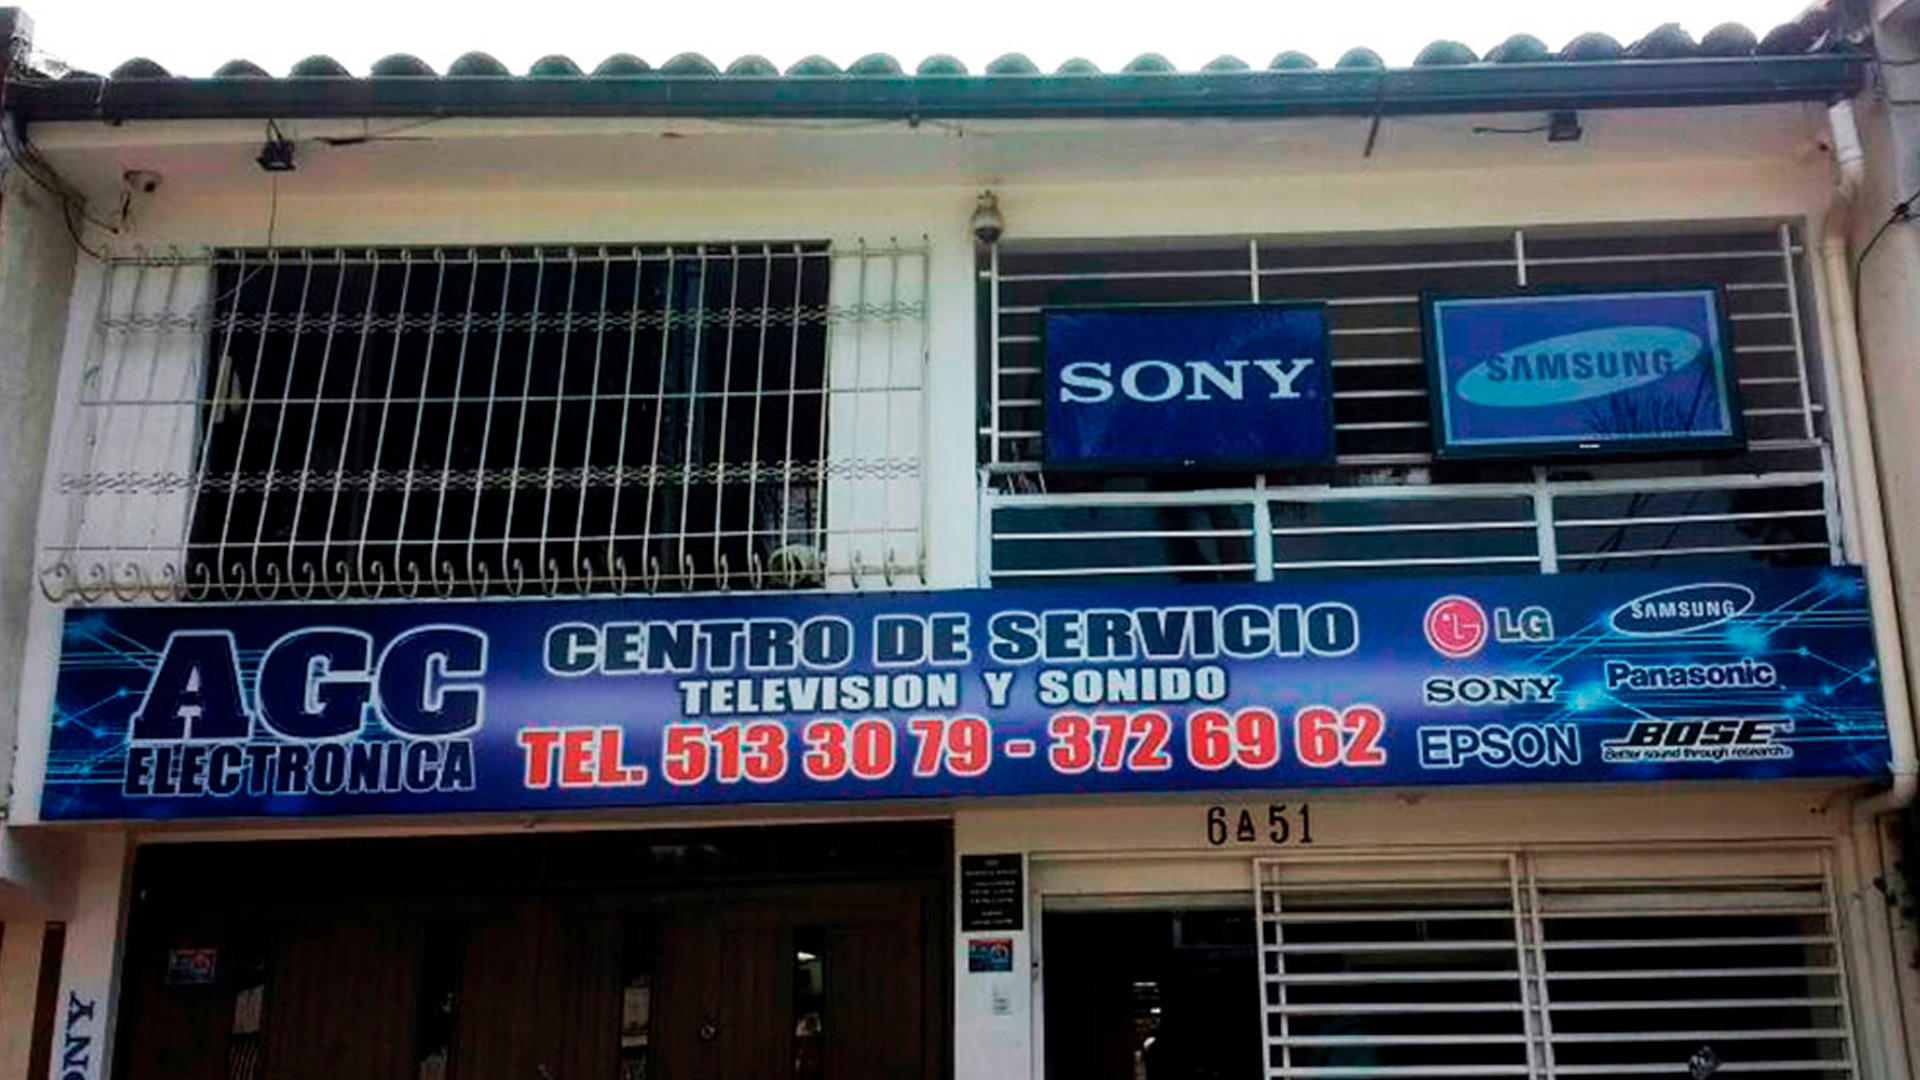 SONY
SAMSUNG
AGC
ELECTRONICA
CENTRO DE SERVICIO
TELEVISION Y SONIDO
TEL. 513 30 79 - 372 69 62
LG
SAMSUNG
SONY
Panasonic
EPSON
BOSE
Better sound through research
6A51
ONY